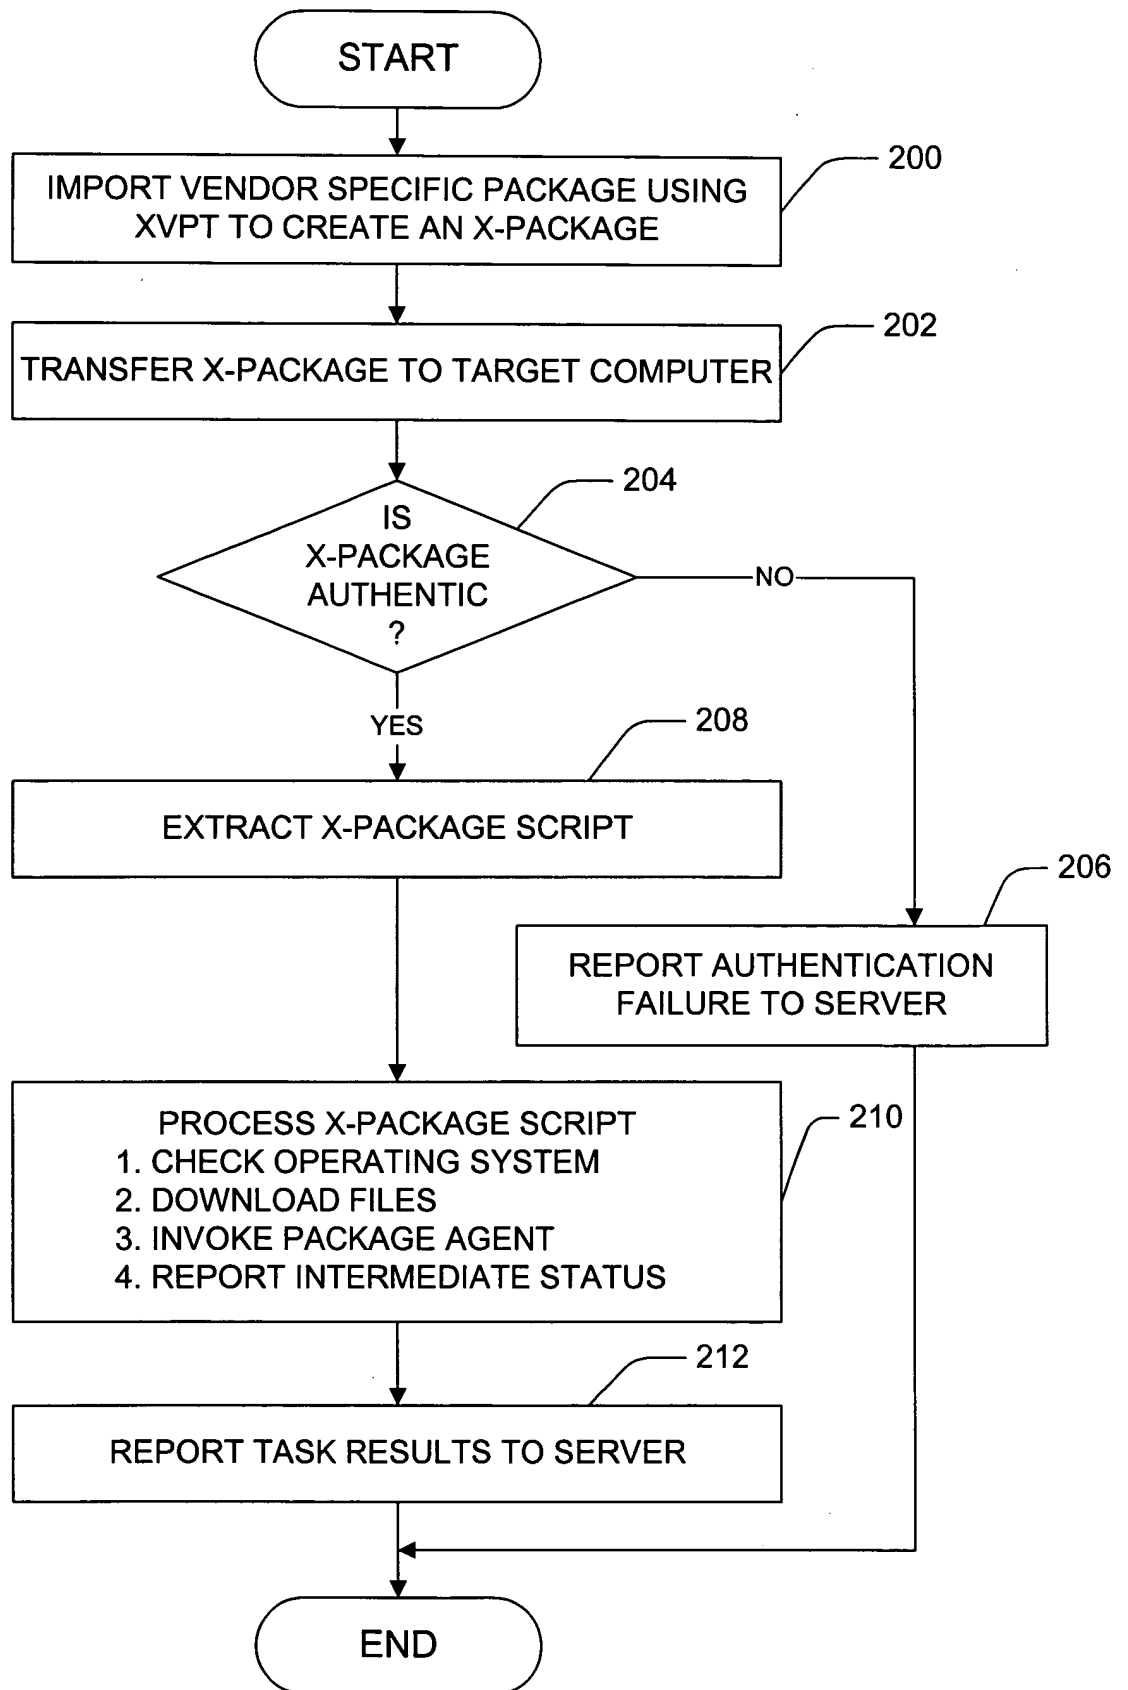 START
200
IMPORT VENDOR SPECIFIC PACKAGE USING
XVPT TO CREATE AN X-PACKAGE
202
TRANSFER X-PACKAGE TO TARGET COMPUTER
204
IS
X-PACKAGE
AUTHENTIC
?
NO
YES
208
EXTRACT X-PACKAGE SCRIPT
206
REPORT AUTHENTICATION
FAILURE TO SERVER
210
PROCESS X-PACKAGE SCRIPT
1. CHECK OPERATING SYSTEM
2. DOWNLOAD FILES
3. INVOKE PACKAGE AGENT
4. REPORT INTERMEDIATE STATUS
212
REPORT TASK RESULTS TO SERVER
END